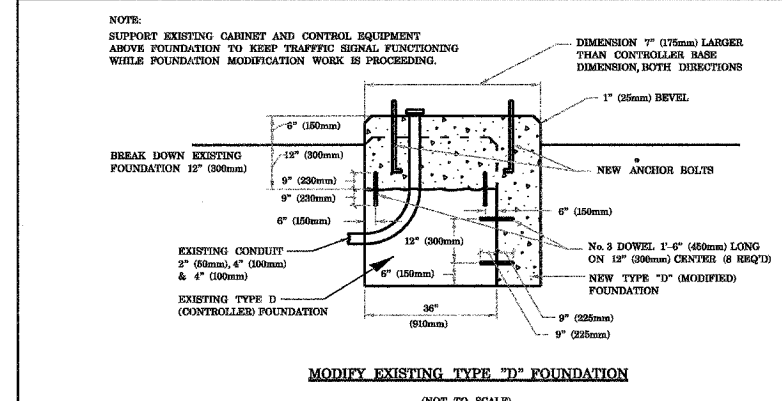 NOTE:
SUPPORT EXISTING CABINET AND CONTROL EQUIPMENT
ABOVE FOUNDATION TO KEEP TRAFFFIC SIGNAL FUNCTIONING
WHILE FOUNDATION MODIFICATION WORK IS PROCEEDING.
DIMENSION 7" (175mm) LARGER
THAN CONTROLLER BASE
DIMENSION, BOTH DIRECTIONS
1" (25mm) BEVEL
6" (150mm)
BREAK DOWN EXISTING
FOUNDATION 12" (300mm)
12" (300mm)
NEW ANCHOR BOLTS
9" (230mm)
9" (230mm)
6" (150mm)
6" (150mm)
EXISTING CONDUIT
2" (50mm), 4" (100mm)
& 4" (100mm)
12" (300mm)
No. 3 DOWEL 1'-6" (450mm) LONG
ON 12" (300mm) CENTER (8 REQ'D)
6" (150mm)
NEW TYPE "D" (MODIFIED)
FOUNDATION
EXISTING TYPE D
(CONTROLLER) FOUNDATION
36"
(910mm)
9" (225mm)
9" (225mm)
MODIFY EXISTING TYPE "D" FOUNDATION
(NOT TO SCALE)